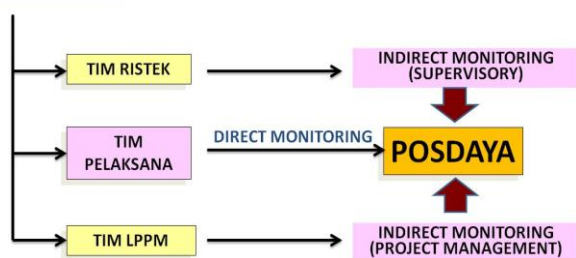 TIM RISTEK
INDIRECT MONITORING
(SUPERVISORY)
TIM
PELAKSANA
DIRECT MONITORING
POSDAYA
TIM LPPM
INDIRECT MONITORING
(PROJECT MANAGEMENT)